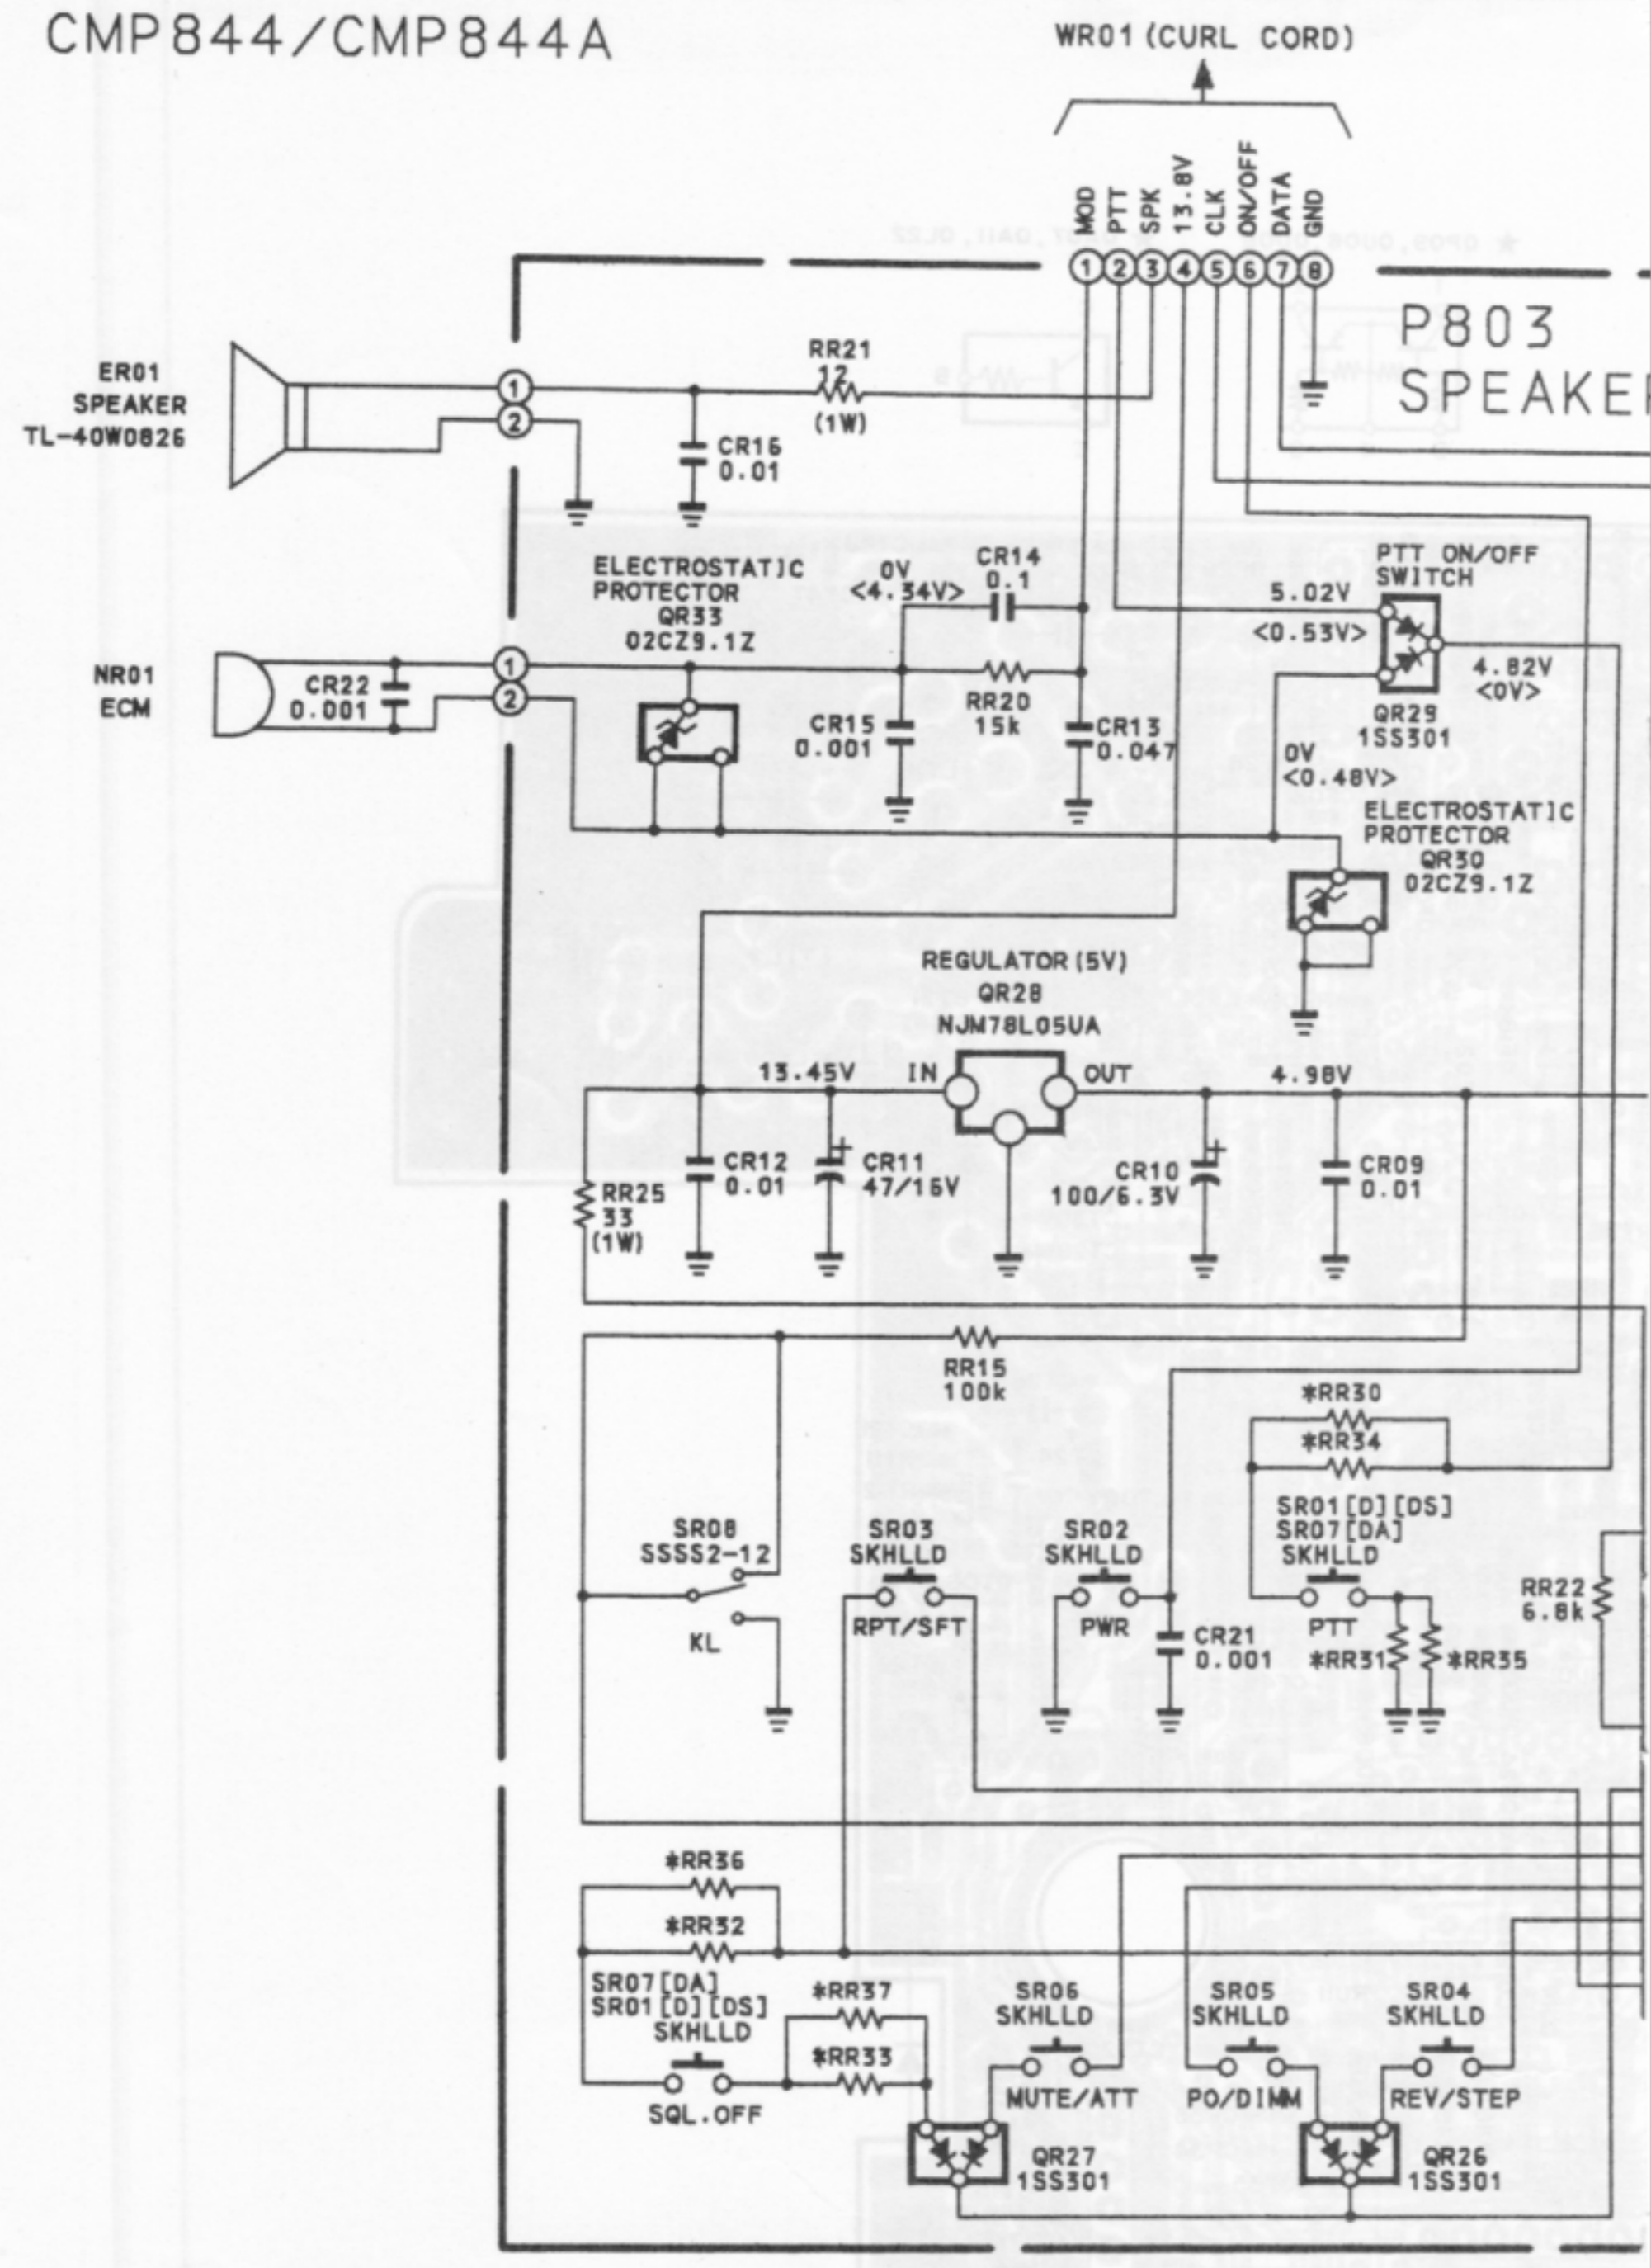 CMP844/CMP844A
WR01 (CURL CORD)
MOD
PTT
SPK
13.8V
CLK
ON/OFF
DATA
GND
1 2 3 4 5 6 7 8
P803
SPEAKER
ER01
SPEAKER
TL-40W0826
1
2
RR21
12
(1W)
CR16
0.01
ELECTROSTATIC
PROTECTOR
QR33
02CZ9.1Z
0V
<4.34V>
CR14
0.1
PTT ON/OFF
SWITCH
5.02V
<0.53V>
4.82V
<0V>
QR29
1SS301
NR01
ECM
CR22
0.001
1
2
CR15
0.001
RR20
15k
CR13
0.047
0V
<0.48V>
ELECTROSTATIC
PROTECTOR
QR30
02CZ9.1Z
REGULATOR (5V)
QR28
NJM78L05UA
13.45V
IN
OUT
4.98V
RR25
33
(1W)
CR12
0.01
CR11
47/16V
CR10
100/6.3V
CR09
0.01
RR15
100k
*RR30
*RR34
SR08
SSSS2-12
KL
SR03
SKHLLD
RPT/SFT
SR02
SKHLLD
PWR
CR21
0.001
SR01 [D] [DS]
SR07 [DA]
SKHLLD
PTT
*RR31
*RR35
RR22
6.8k
*RR36
*RR32
SR07 [DA]
SR01 [D] [DS]
SKHLLD
SQL.OFF
*RR37
*RR33
SR06
SKHLLD
MUTE/ATT
SR05
SKHLLD
PO/DIMM
SR04
SKHLLD
REV/STEP
QR27
1SS301
QR26
1SS301